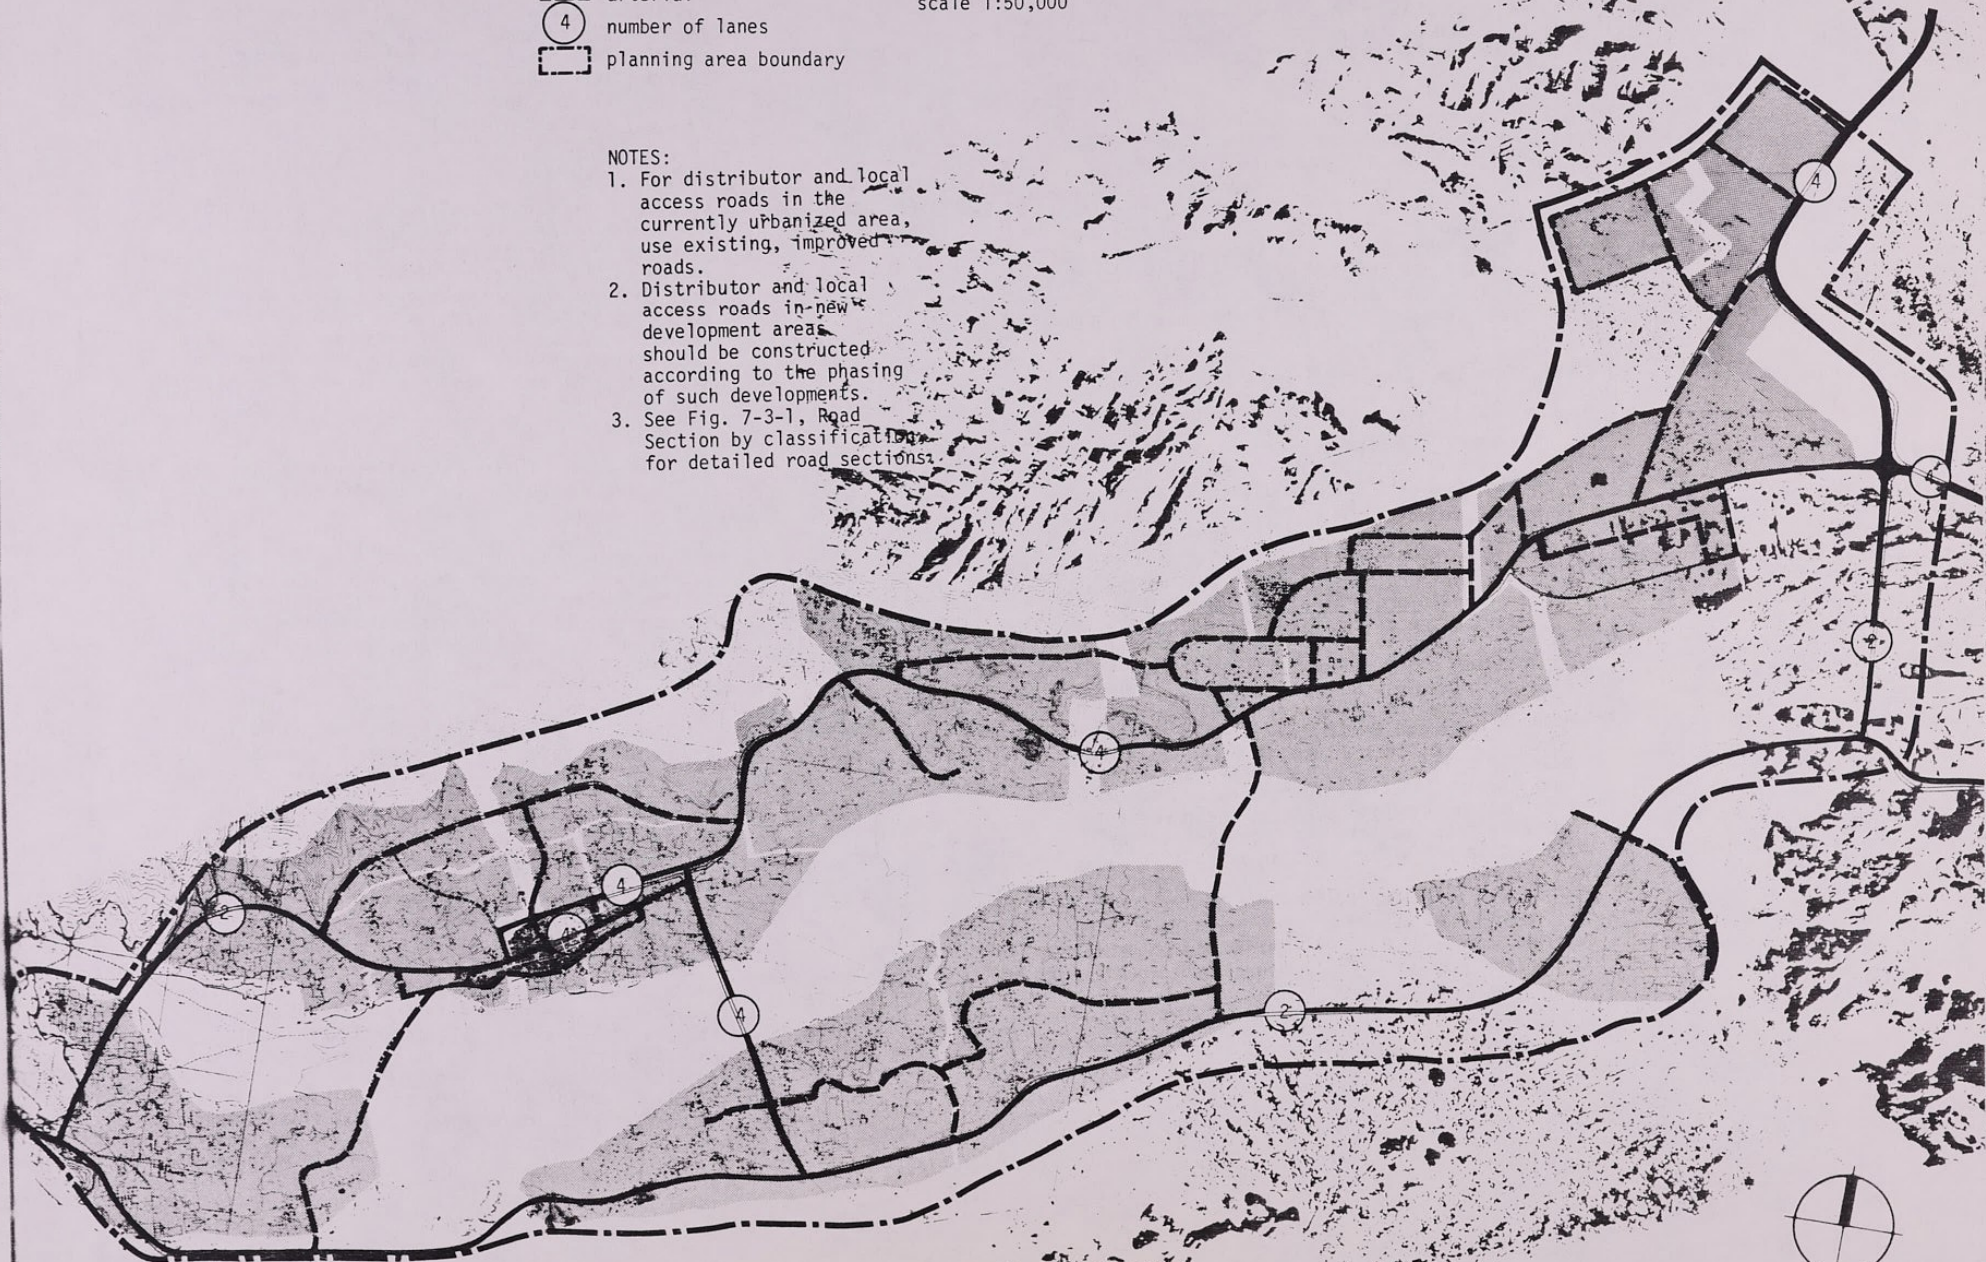 scale 1:50,000
4 number of lanes
planning area boundary
NOTES:
1. For distributor and local
access roads in the
currently urbanized area,
use existing, improved
roads.
2. Distributor and local
access roads in new
development areas
should be constructed
according to the phasing
of such developments.
3. See Fig. 7-3-1, Road
Section by classification
for detailed road sections.
4
4
2
4
4
2
4
4
2